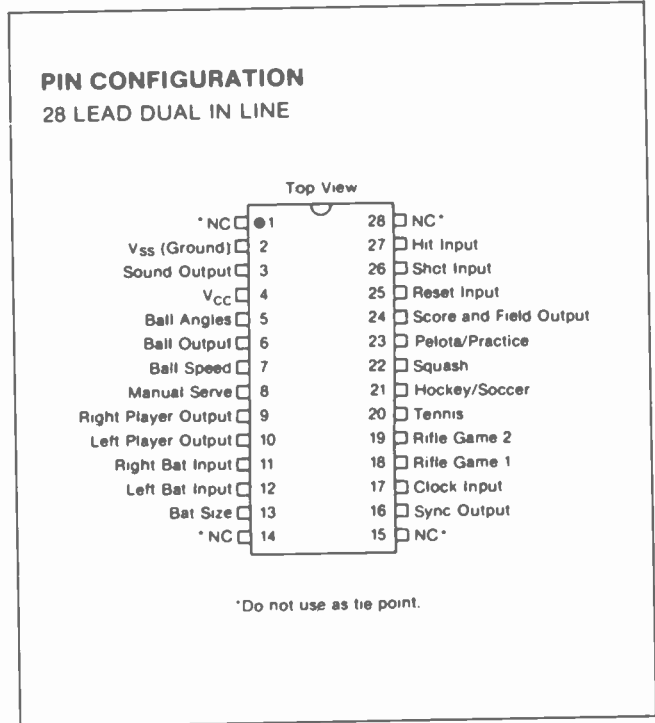 PIN CONFIGURATION
28 LEAD DUAL IN LINE
Top View
*NC 1 28 NC*
VSS (Ground) 2 27 Hit Input
Sound Output 3 26 Shot Input
VCC 4 25 Reset Input
Ball Angles 5 24 Score and Field Output
Ball Output 6 23 Pelota/Practice
Ball Speed 7 22 Squash
Manual Serve 8 21 Hockey/Soccer
Right Player Output 9 20 Tennis
Left Player Output 10 19 Rifle Game 2
Right Bat Input 11 18 Rifle Game 1
Left Bat Input 12 17 Clock Input
Bat Size 13 16 Sync Output
*NC 14 15 NC*
*Do not use as tie point.